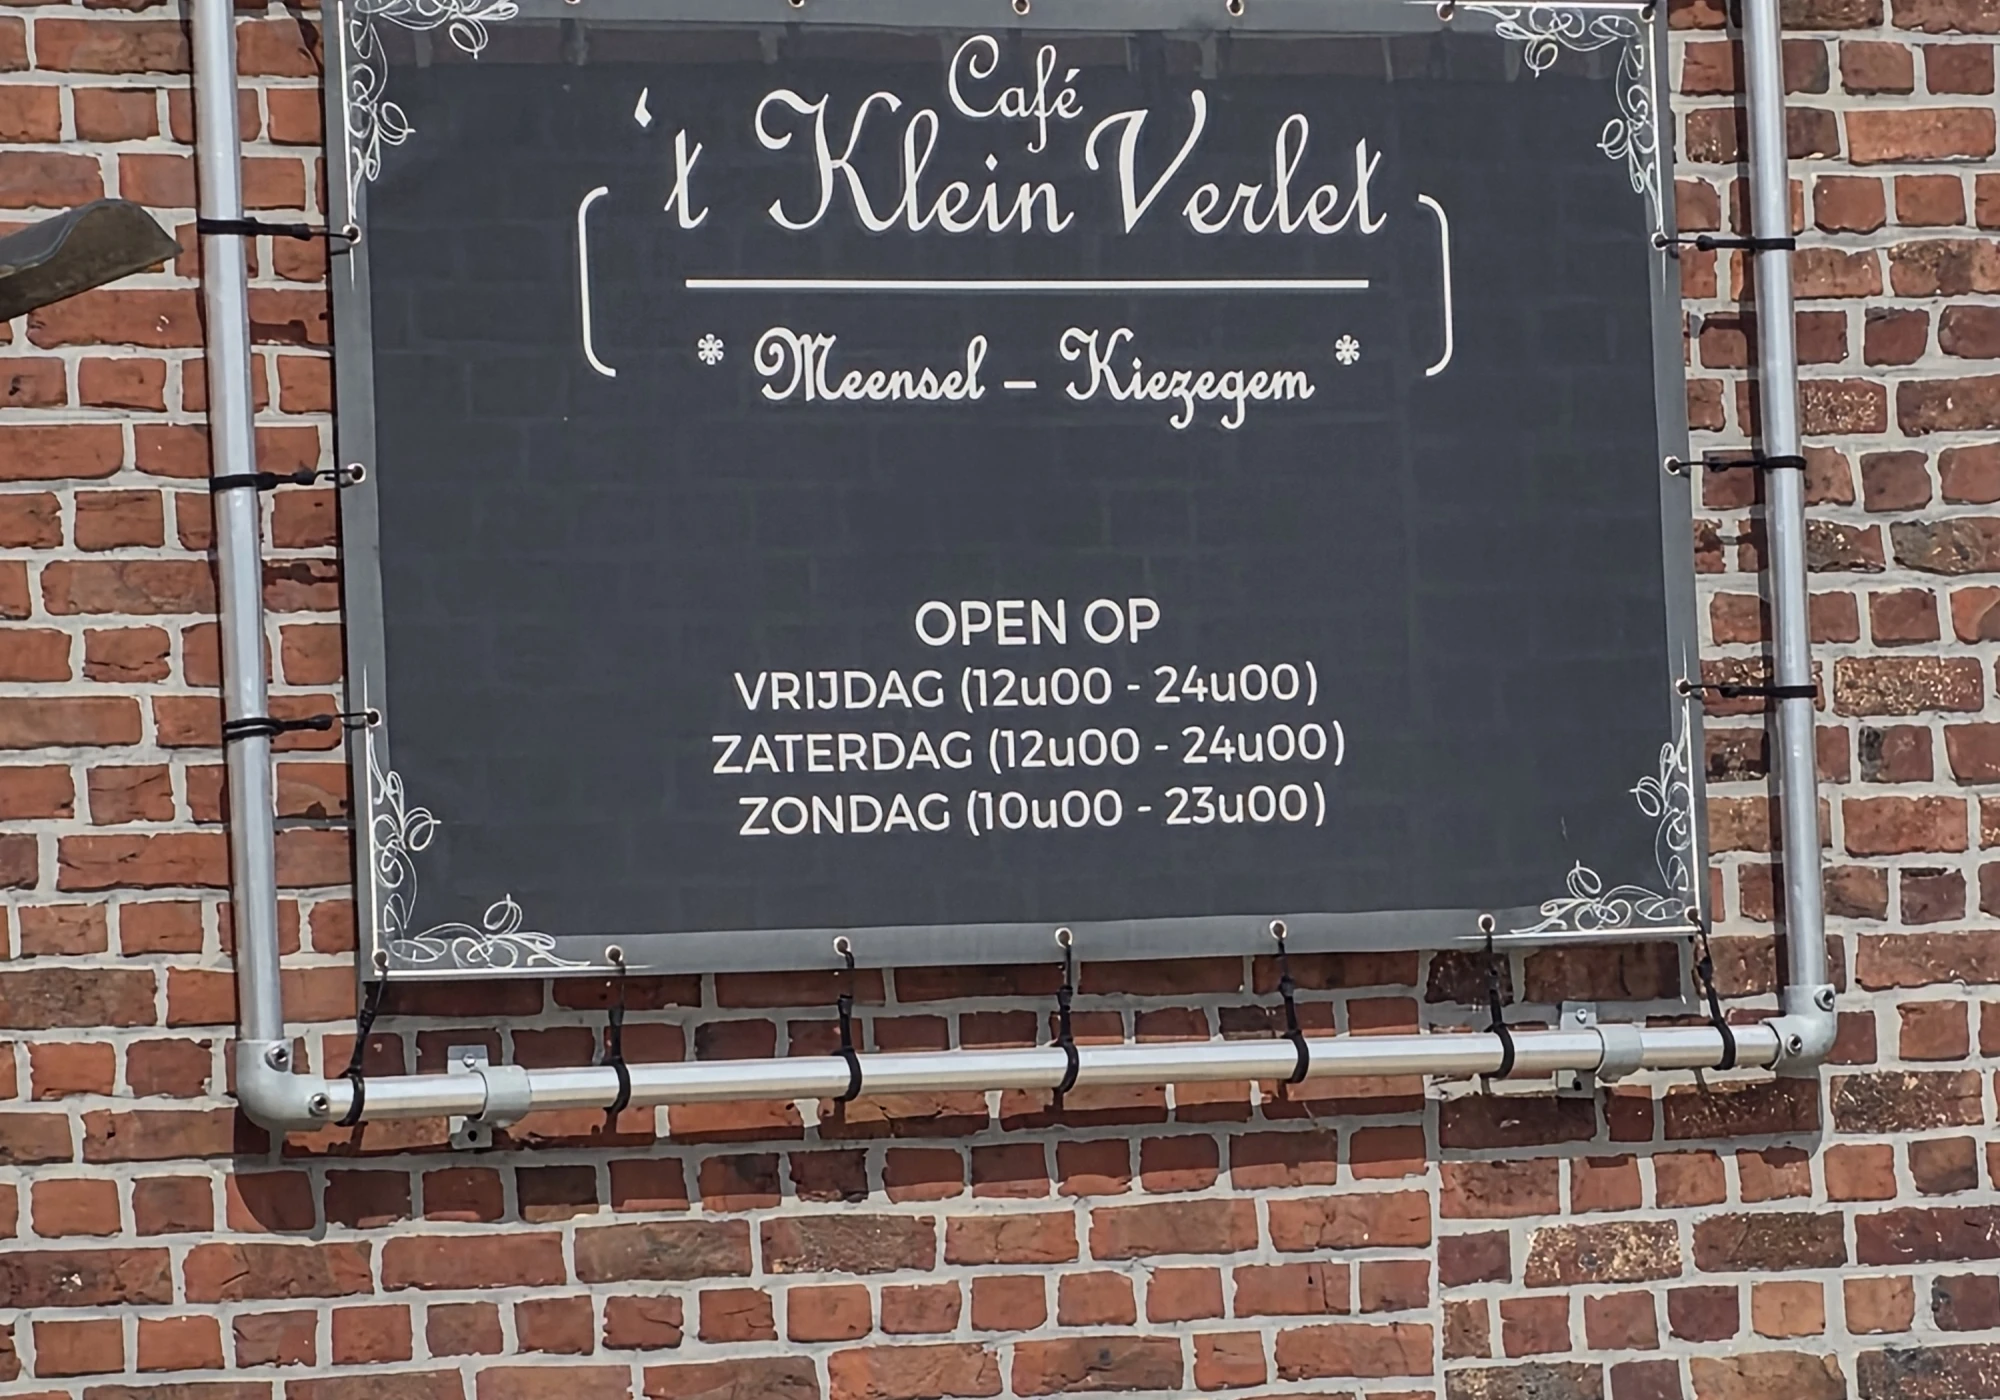 Café
't Klein Verlet
* Meensel - Kiezegem *
OPEN OP
VRIJDAG (12u00 - 24u00)
ZATERDAG (12u00 - 24u00)
ZONDAG (10u00 - 23u00)